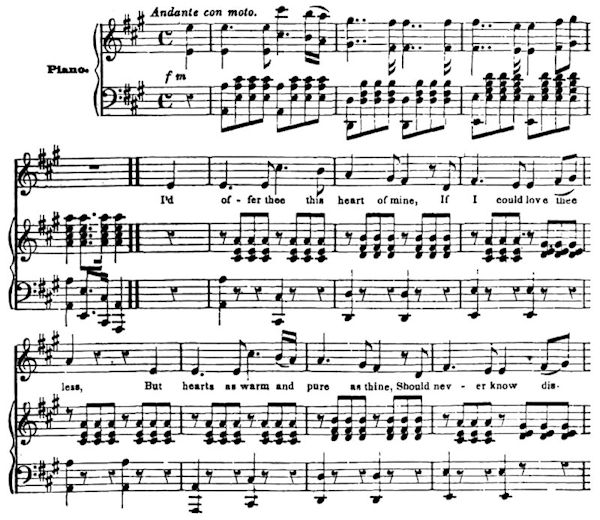 Andante con moto.
Piano.
f m
I'd of-fer thee this heart of mine, If I could love thee
less, But hearts as warm and pure as thine, Should nev-er know dis-